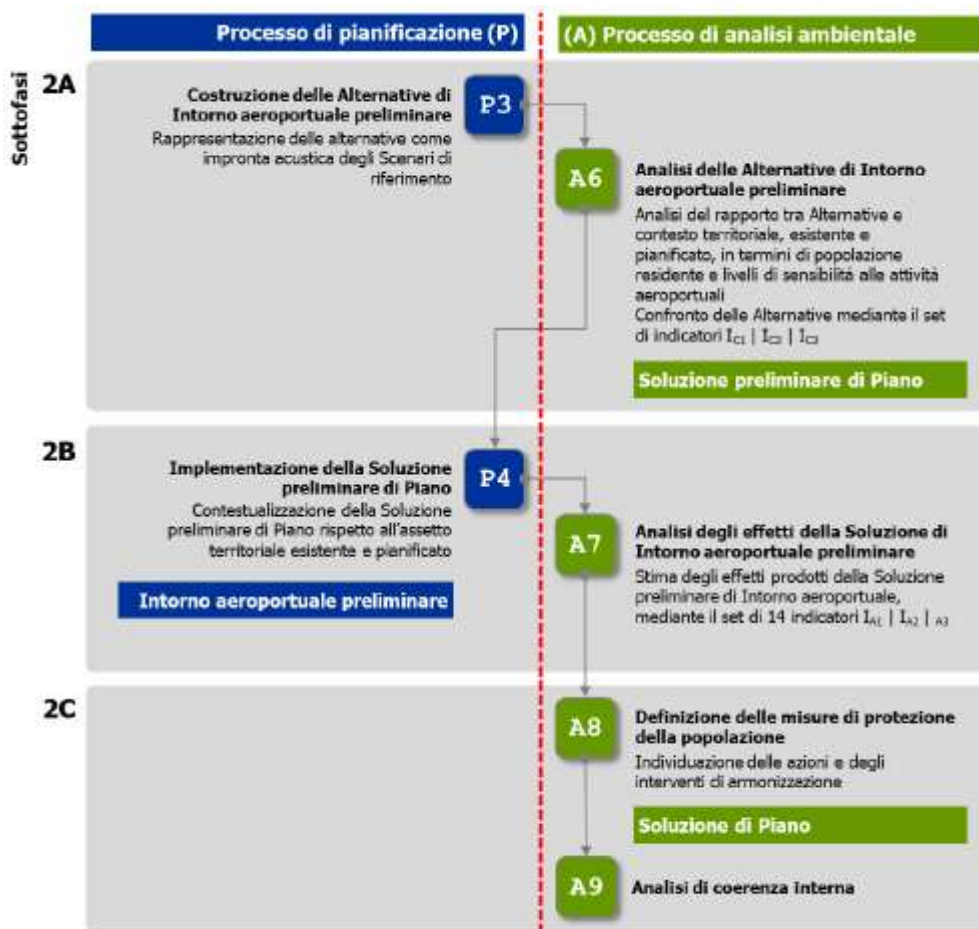 Processo di pianificazione (P)
(A) Processo di analisi ambientale
Sottofasi
2A
Costruzione delle Alternative di
Intorno aeroportuale preliminare
Rappresentazione delle alternative come
impronta acustica degli Scenari di
riferimento
P3
A6
Analisi delle Alternative di Intorno
aeroportuale preliminare
Analisi del rapporto tra Alternative e
contesto territoriale, esistente e
pianificato, in termini di popolazione
residente e livelli di sensibilità alle attività
aeroportuali
Confronto delle Alternative mediante il set
di indicatori IC1 | IC2 | IC3
Soluzione preliminare di Piano
2B
Implementazione della Soluzione
preliminare di Piano
Contestualizzazione della Soluzione
preliminare di Piano rispetto all'assetto
territoriale esistente e pianificato
Intorno aeroportuale preliminare
P4
A7
Analisi degli effetti della Soluzione di
Intorno aeroportuale preliminare
Stima degli effetti prodotti dalla Soluzione
preliminare di Intorno aeroportuale,
mediante il set di 14 indicatori IA1 | IA2 | A3
2C
A8
Definizione delle misure di protezione
della popolazione
Individuazione delle azioni e degli
interventi di armonizzazione
Soluzione di Piano
A9
Analisi di coerenza interna